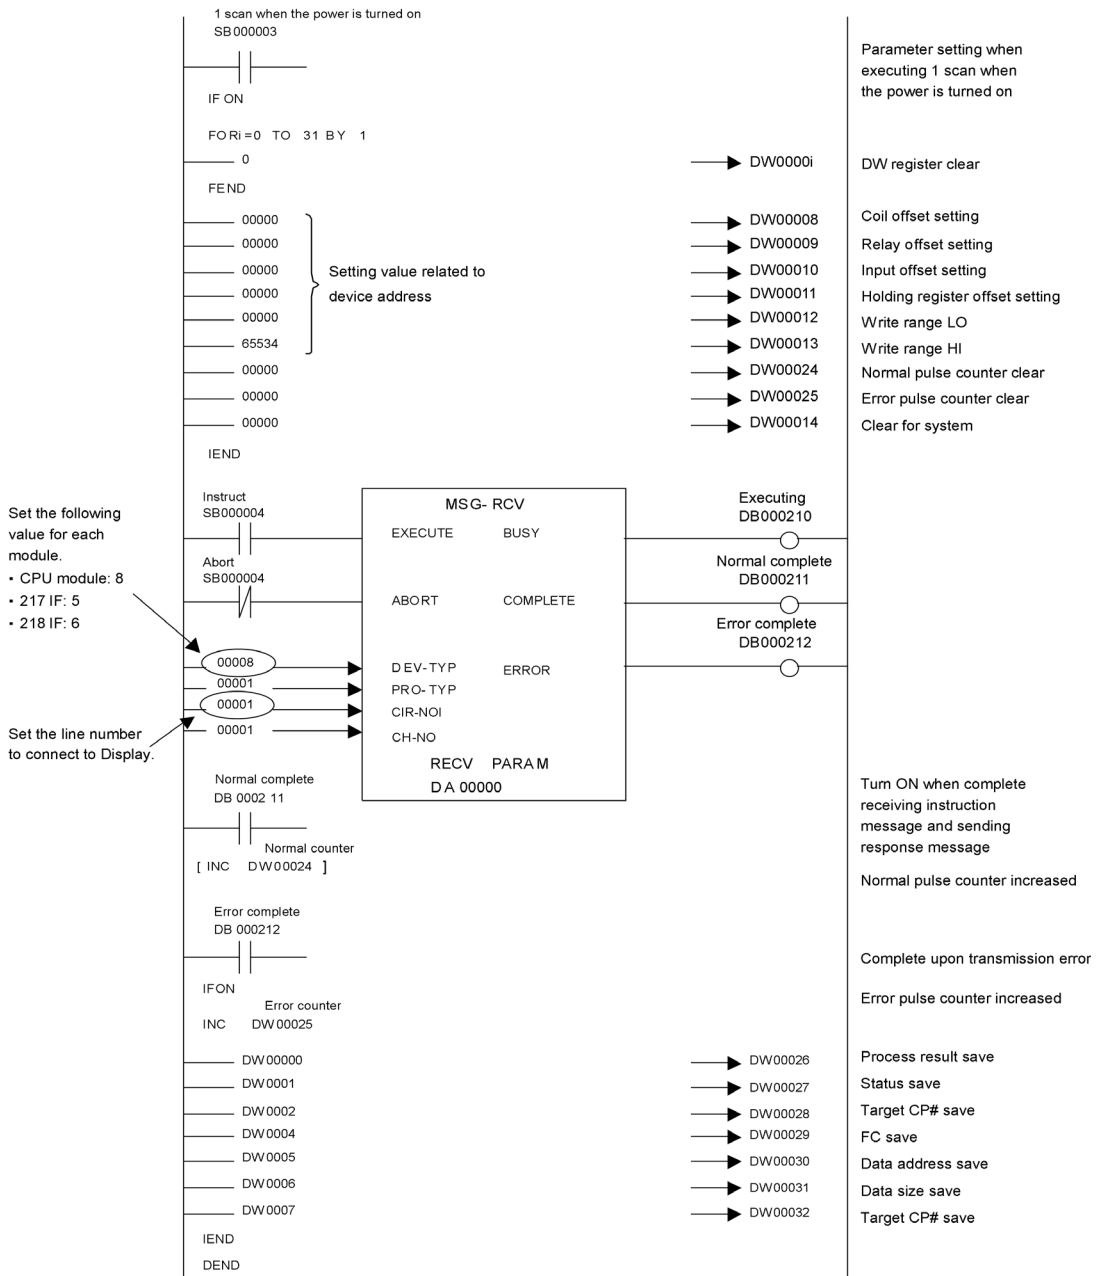 1 scan when the power is turned on
SB000003
Parameter setting when
executing 1 scan when
the power is turned on
IF ON
FORi=0 TO 31 BY 1
0 DW0000i DW register clear
FEND
00000 DW00008 Coil offset setting
00000 DW00009 Relay offset setting
00000 DW00010 Input offset setting
Setting value related to
device address
00000 DW00011 Holding register offset setting
00000 DW00012 Write range LO
65534 DW00013 Write range HI
00000 DW00024 Normal pulse counter clear
00000 DW00025 Error pulse counter clear
00000 DW00014 Clear for system
IEND
Set the following
value for each
module.
▪ CPU module: 8
▪ 217 IF: 5
▪ 218 IF: 6
Instruct
SB000004
Abort
SB000004
00008
00001
00001
00001
Set the line number
to connect to Display.
MSG- RCV
EXECUTE BUSY
ABORT COMPLETE
DEV-TYP ERROR
PRO-TYP
CIR-NOI
CH-NO
RECV PARAM
DA 00000
Executing
DB000210
Normal complete
DB000211
Error complete
DB000212
Normal complete
DB 0002 11
Turn ON when complete
receiving instruction
message and sending
response message
Normal counter
[ INC DW00024 ]
Normal pulse counter increased
Error complete
DB 000212
Complete upon transmission error
IFON
Error counter
INC DW00025
Error pulse counter increased
DW00000 DW00026 Process result save
DW0001 DW00027 Status save
DW0002 DW00028 Target CP# save
DW0004 DW00029 FC save
DW0005 DW00030 Data address save
DW0006 DW00031 Data size save
DW0007 DW00032 Target CP# save
IEND
DEND